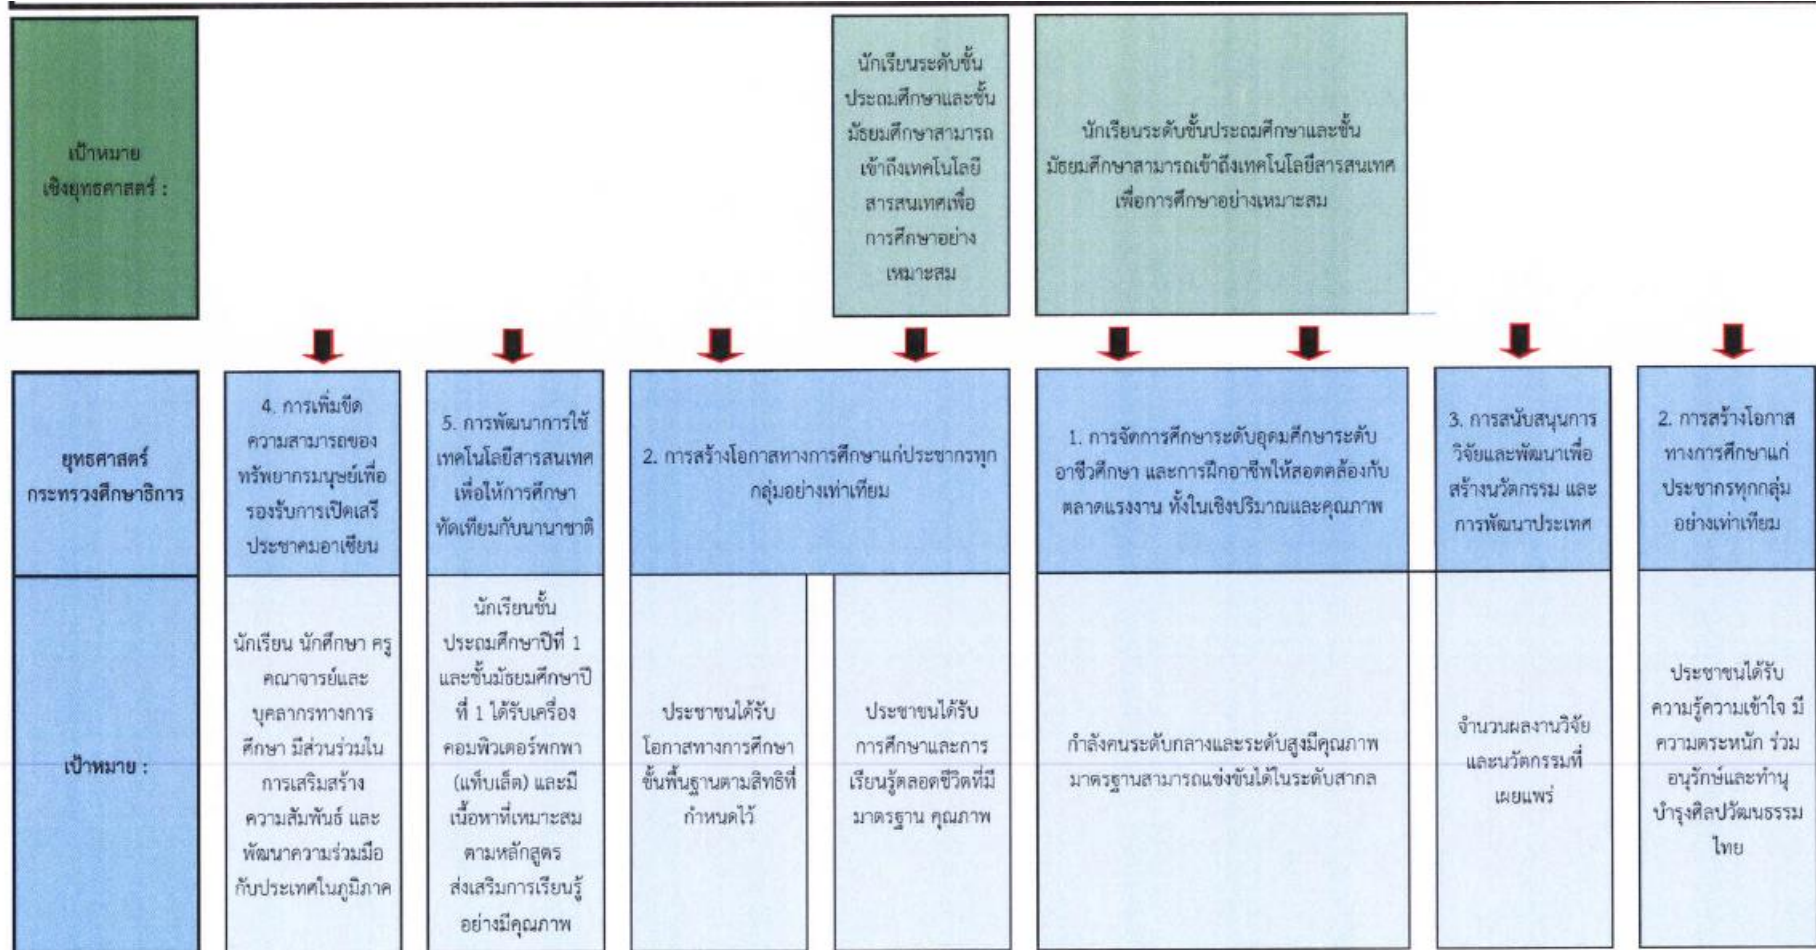 เป้าหมาย
เชิงยุทธศาสตร์ :
นักเรียนระดับชั้น
ประถมศึกษาและชั้น
มัธยมศึกษาสามารถ
เข้าถึงเทคโนโลยี
สารสนเทศเพื่อ
การศึกษาอย่าง
เหมาะสม
นักเรียนระดับชั้นประถมศึกษาและชั้น
มัธยมศึกษาสามารถเข้าถึงเทคโนโลยีสารสนเทศ
เพื่อการศึกษาอย่างเหมาะสม
ยุทธศาสตร์
กระทรวงศึกษาธิการ
4. การเพิ่มขีด
ความสามารถของ
ทรัพยากรมนุษย์เพื่อ
รองรับการเปิดเสรี
ประชาคมอาเซียน
5. การพัฒนาการใช้
เทคโนโลยีสารสนเทศ
เพื่อให้การศึกษา
ทัดเทียมกับนานาชาติ
2. การสร้างโอกาสทางการศึกษาแก่ประชากรทุก
กลุ่มอย่างเท่าเทียม
1. การจัดการศึกษาระดับอุดมศึกษาระดับ
อาชีวศึกษา และการฝึกอาชีพให้สอดคล้องกับ
ตลาดแรงงาน ทั้งในเชิงปริมาณและคุณภาพ
3. การสนับสนุนการ
วิจัยและพัฒนาเพื่อ
สร้างนวัตกรรม และ
การพัฒนาประเทศ
2. การสร้างโอกาส
ทางการศึกษาแก่
ประชากรทุกกลุ่ม
อย่างเท่าเทียม
เป้าหมาย :
นักเรียน นักศึกษา ครู
คณาจารย์และ
บุคลากรทางการ
ศึกษา มีส่วนร่วมใน
การเสริมสร้าง
ความสัมพันธ์ และ
พัฒนาความร่วมมือ
กับประเทศในภูมิภาค
นักเรียนชั้น
ประถมศึกษาปีที่ 1
และชั้นมัธยมศึกษาปี
ที่ 1 ได้รับเครื่อง
คอมพิวเตอร์พกพา
(แท็บเล็ต) และมี
เนื้อหาที่เหมาะสม
ตามหลักสูตร
ส่งเสริมการเรียนรู้
อย่างมีคุณภาพ
ประชาชนได้รับ
โอกาสทางการศึกษา
ขั้นพื้นฐานตามสิทธิที่
กำหนดไว้
ประชาชนได้รับ
การศึกษาและการ
เรียนรู้ตลอดชีวิตที่มี
มาตรฐาน คุณภาพ
กำลังคนระดับกลางและระดับสูงมีคุณภาพ
มาตรฐานสามารถแข่งขันได้ในระดับสากล
จำนวนผลงานวิจัย
และนวัตกรรมที่
เผยแพร่
ประชาชนได้รับ
ความรู้ความเข้าใจ มี
ความตระหนัก ร่วม
อนุรักษ์และทำนุ
บำรุงศิลปวัฒนธรรม
ไทย